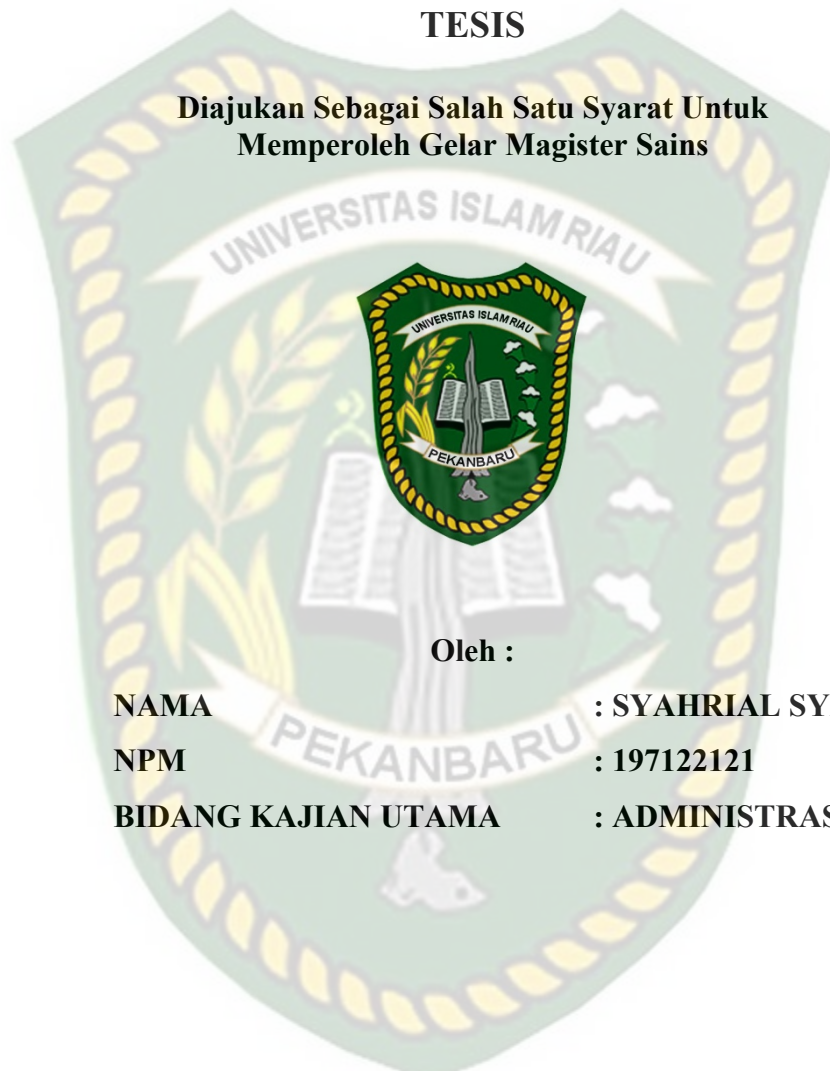 TESIS
Diajukan Sebagai Salah Satu Syarat Untuk
Memperoleh Gelar Magister Sains
UNIVERSITAS ISLAM RIAU
UNIVERSITAS ISLAM RIAU
PEKANBARU
Oleh :
NAMA : SYAHRIAL SY
NPM : 197122121
BIDANG KAJIAN UTAMA : ADMINISTRAS
PEKANBARU